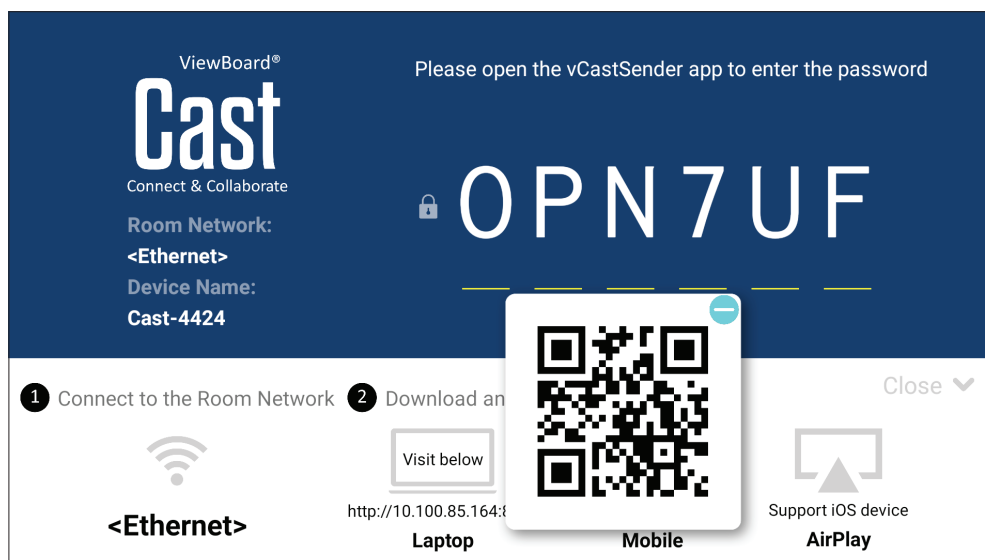 ViewBoard®
Cast
Connect & Collaborate
Room Network:
<Ethernet>
Device Name:
Cast-4424
Please open the vCastSender app to enter the password
OPN7UF
Close
1 Connect to the Room Network
<Ethernet>
2 Download an
Visit below
http://10.100.85.164:8
Laptop
Mobile
Support iOS device
AirPlay